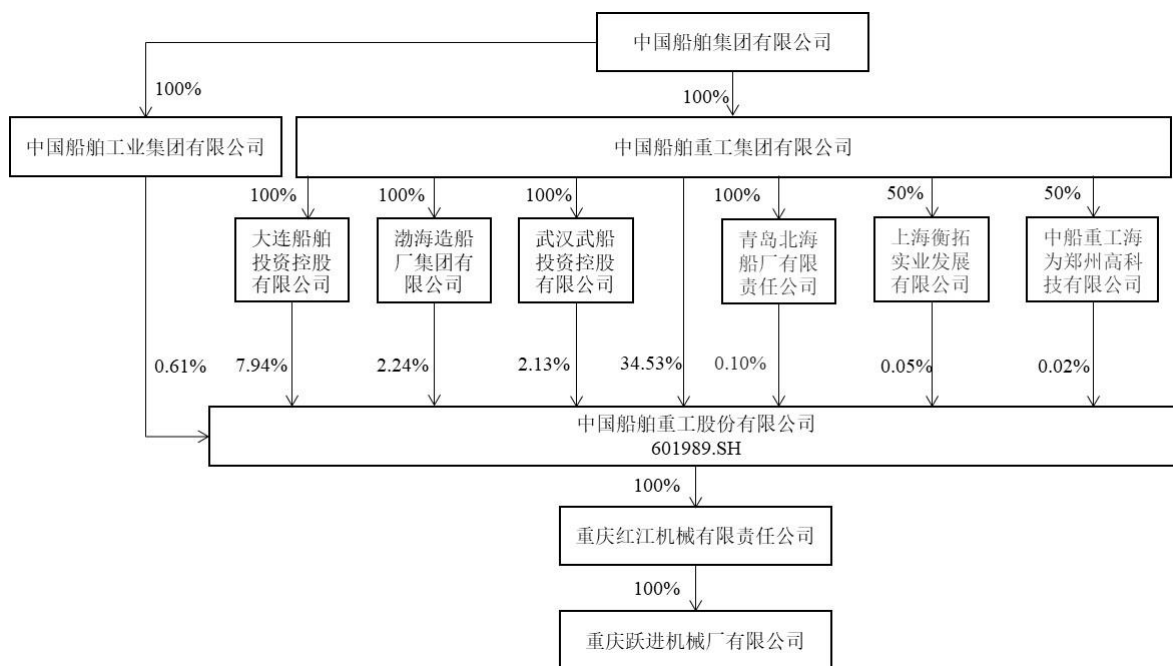 中国船舶集团有限公司
100%
100%
中国船舶工业集团有限公司
中国船舶重工集团有限公司
100%
100%
100%
100%
50%
50%
大连船舶
投资控股
有限公司
渤海造船
厂集团有
限公司
武汉武船
投资控股
有限公司
青岛北海
船厂有限
责任公司
上海衡拓
实业发展
有限公司
中船重工海
为郑州高科
技有限公司
0.61%
7.94%
2.24%
2.13%
34.53%
0.10%
0.05%
0.02%
中国船舶重工股份有限公司
601989.SH
100%
重庆红江机械有限责任公司
100%
重庆跃进机械厂有限公司